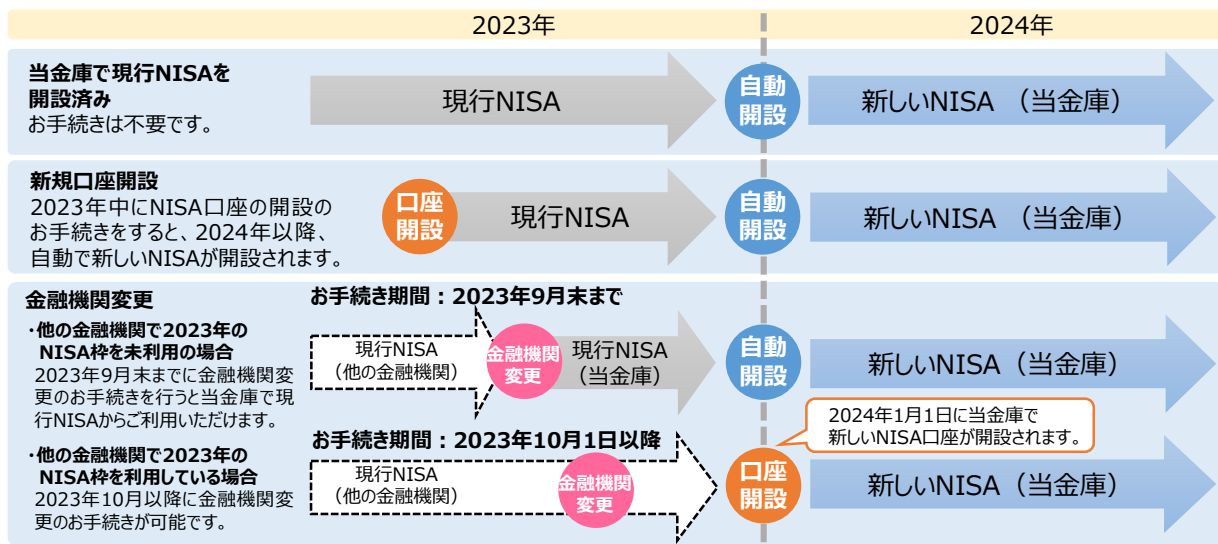 2023年
2024年
当金庫で現行NISAを
開設済み
お手続きは不要です。
現行NISA
自動
開設
新しいNISA （当金庫）
新規口座開設
2023年中にNISA口座の開設の
お手続きをすると、2024年以降、
自動で新しいNISAが開設されます。
口座
開設
現行NISA
自動
開設
新しいNISA （当金庫）
金融機関変更
・他の金融機関で2023年の
NISA枠を未利用の場合
2023年9月末までに金融機関変
更のお手続きを行うと当金庫で現
行NISAからご利用いただけます。
お手続き期間：2023年9月末まで
現行NISA
（他の金融機関）
金融機関
変更
現行NISA
（当金庫）
自動
開設
新しいNISA（当金庫）
2024年1月1日に当金庫で
新しいNISA口座が開設されます。
・他の金融機関で2023年の
NISA枠を利用している場合
2023年10月以降に金融機関変
更のお手続きが可能です。
お手続き期間：2023年10月1日以降
現行NISA
（他の金融機関）
金融機関
変更
口座
開設
新しいNISA（当金庫）